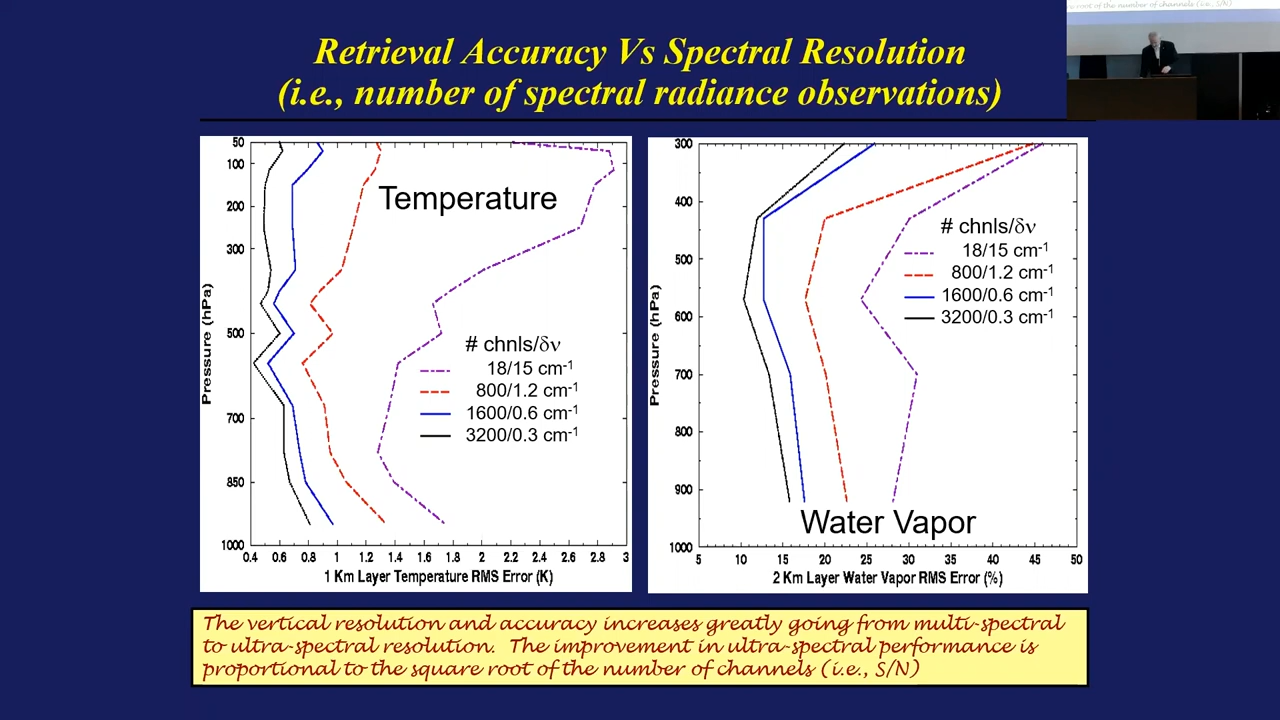 Retrieval Accuracy Vs Spectral Resolution
(i.e., number of spectral radiance observations)
root of the number of channels (i.e., S/N)
50
100
200
300
500
700
850
1000
Pressure (hPa)
Temperature
# chnls/δν
18/15 cm-1
800/1.2 cm-1
1600/0.6 cm-1
3200/0.3 cm-1
0.4 0.6 0.8 1 1.2 1.4 1.6 1.8 2 2.2 2.4 2.6 2.8 3
1 Km Layer Temperature RMS Error (K)
300
400
500
600
700
800
900
1000
Pressure (hPa)
# chnls/δν
18/15 cm-1
800/1.2 cm-1
1600/0.6 cm-1
3200/0.3 cm-1
Water Vapor
5 10 15 20 25 30 35 40 45 50
2 Km Layer Water Vapor RMS Error (%)
The vertical resolution and accuracy increases greatly going from multi-spectral
to ultra-spectral resolution. The improvement in ultra-spectral performance is
proportional to the square root of the number of channels (i.e., S/N)